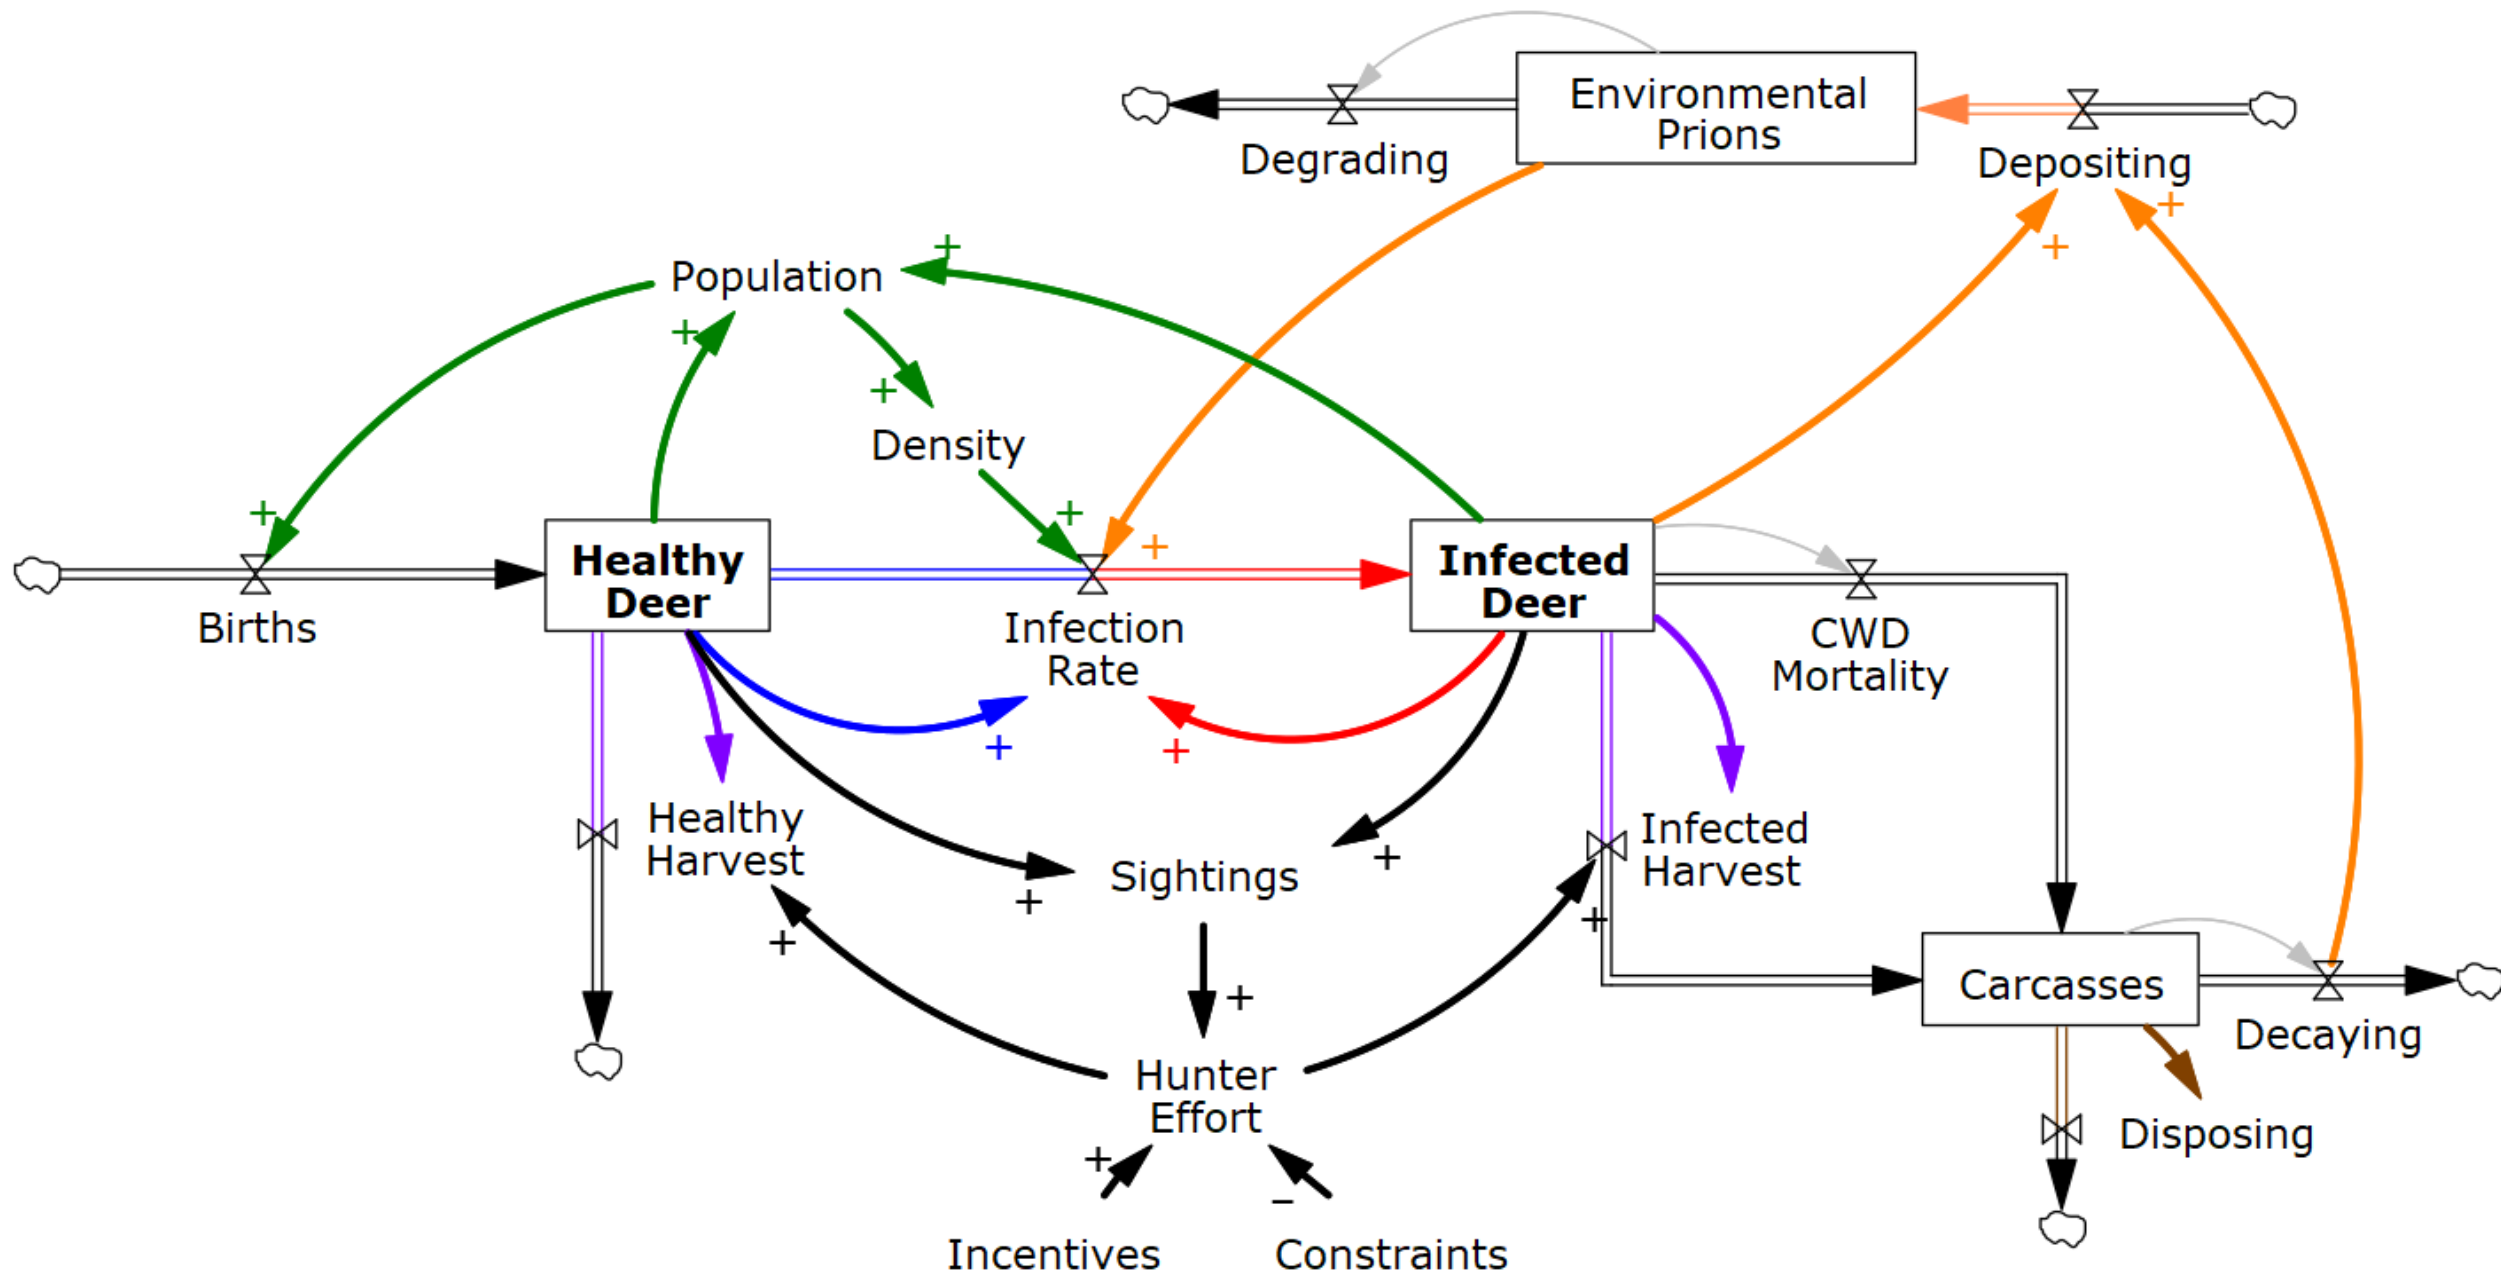 Environmental
Prions
Degrading
Depositing
+
+
+
Population
+
+
Density
+
+
+
Healthy
Deer
Infected
Deer
Births
Infection
Rate
CWD
Mortality
+
+
Healthy
Harvest
Infected
Harvest
Sightings
+
+
+
+
+
Carcasses
Decaying
Hunter
Effort
Disposing
+
−
Incentives
Constraints